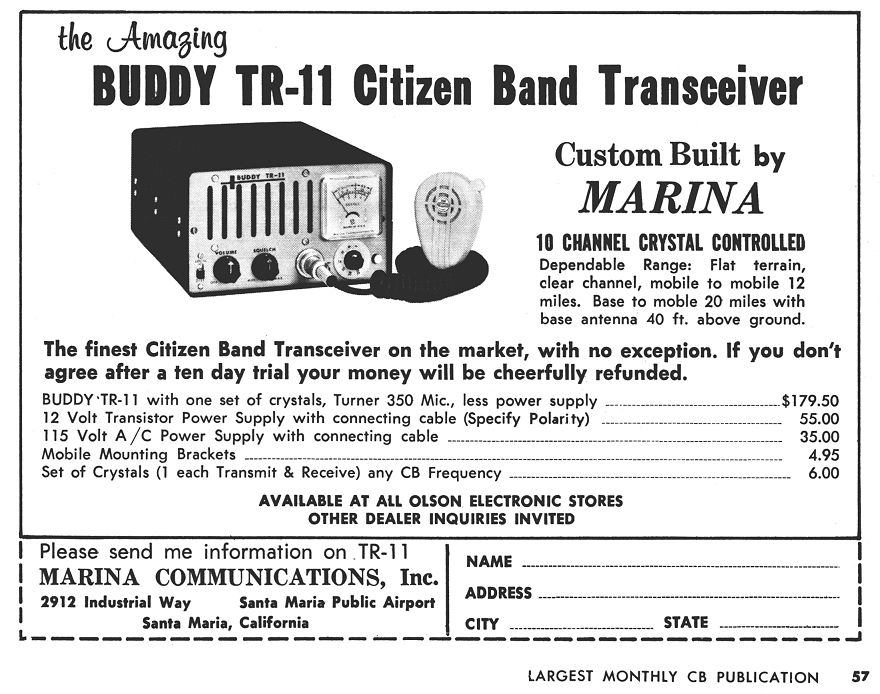 the Amazing
BUDDY TR-11 Citizen Band Transceiver
BUDDY TR-11
VOLUME SQUELCH
Custom Built by
MARINA
10 CHANNEL CRYSTAL CONTROLLED
Dependable Range: Flat terrain,
clear channel, mobile to mobile 12
miles. Base to moble 20 miles with
base antenna 40 ft. above ground.
The finest Citizen Band Transceiver on the market, with no exception. If you don't
agree after a ten day trial your money will be cheerfully refunded.
BUDDY TR-11 with one set of crystals, Turner 350 Mic., less power supply $179.50
12 Volt Transistor Power Supply with connecting cable (Specify Polarity) 55.00
115 Volt A/C Power Supply with connecting cable 35.00
Mobile Mounting Brackets 4.95
Set of Crystals (1 each Transmit & Receive) any CB Frequency 6.00
AVAILABLE AT ALL OLSON ELECTRONIC STORES
OTHER DEALER INQUIRIES INVITED
Please send me information on TR-11
MARINA COMMUNICATIONS, Inc.
2912 Industrial Way Santa Maria Public Airport
Santa Maria, California
NAME
ADDRESS
CITY STATE
LARGEST MONTHLY CB PUBLICATION 57